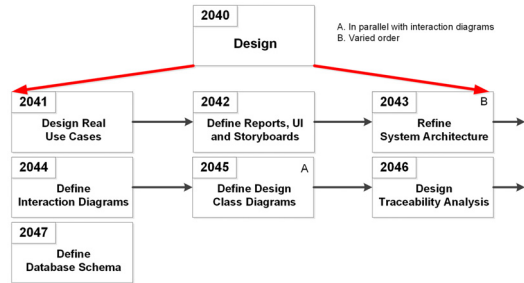 2040
Design
A. In parallel with interaction diagrams
B. Varied order
2041
Design Real
Use Cases
2042
Define Reports, UI
and Storyboards
2043
B
Refine
System Architecture
2044
Define
Interaction Diagrams
2045
A
Define Design
Class Diagrams
2046
Design
Traceability Analysis
2047
Define
Database Schema